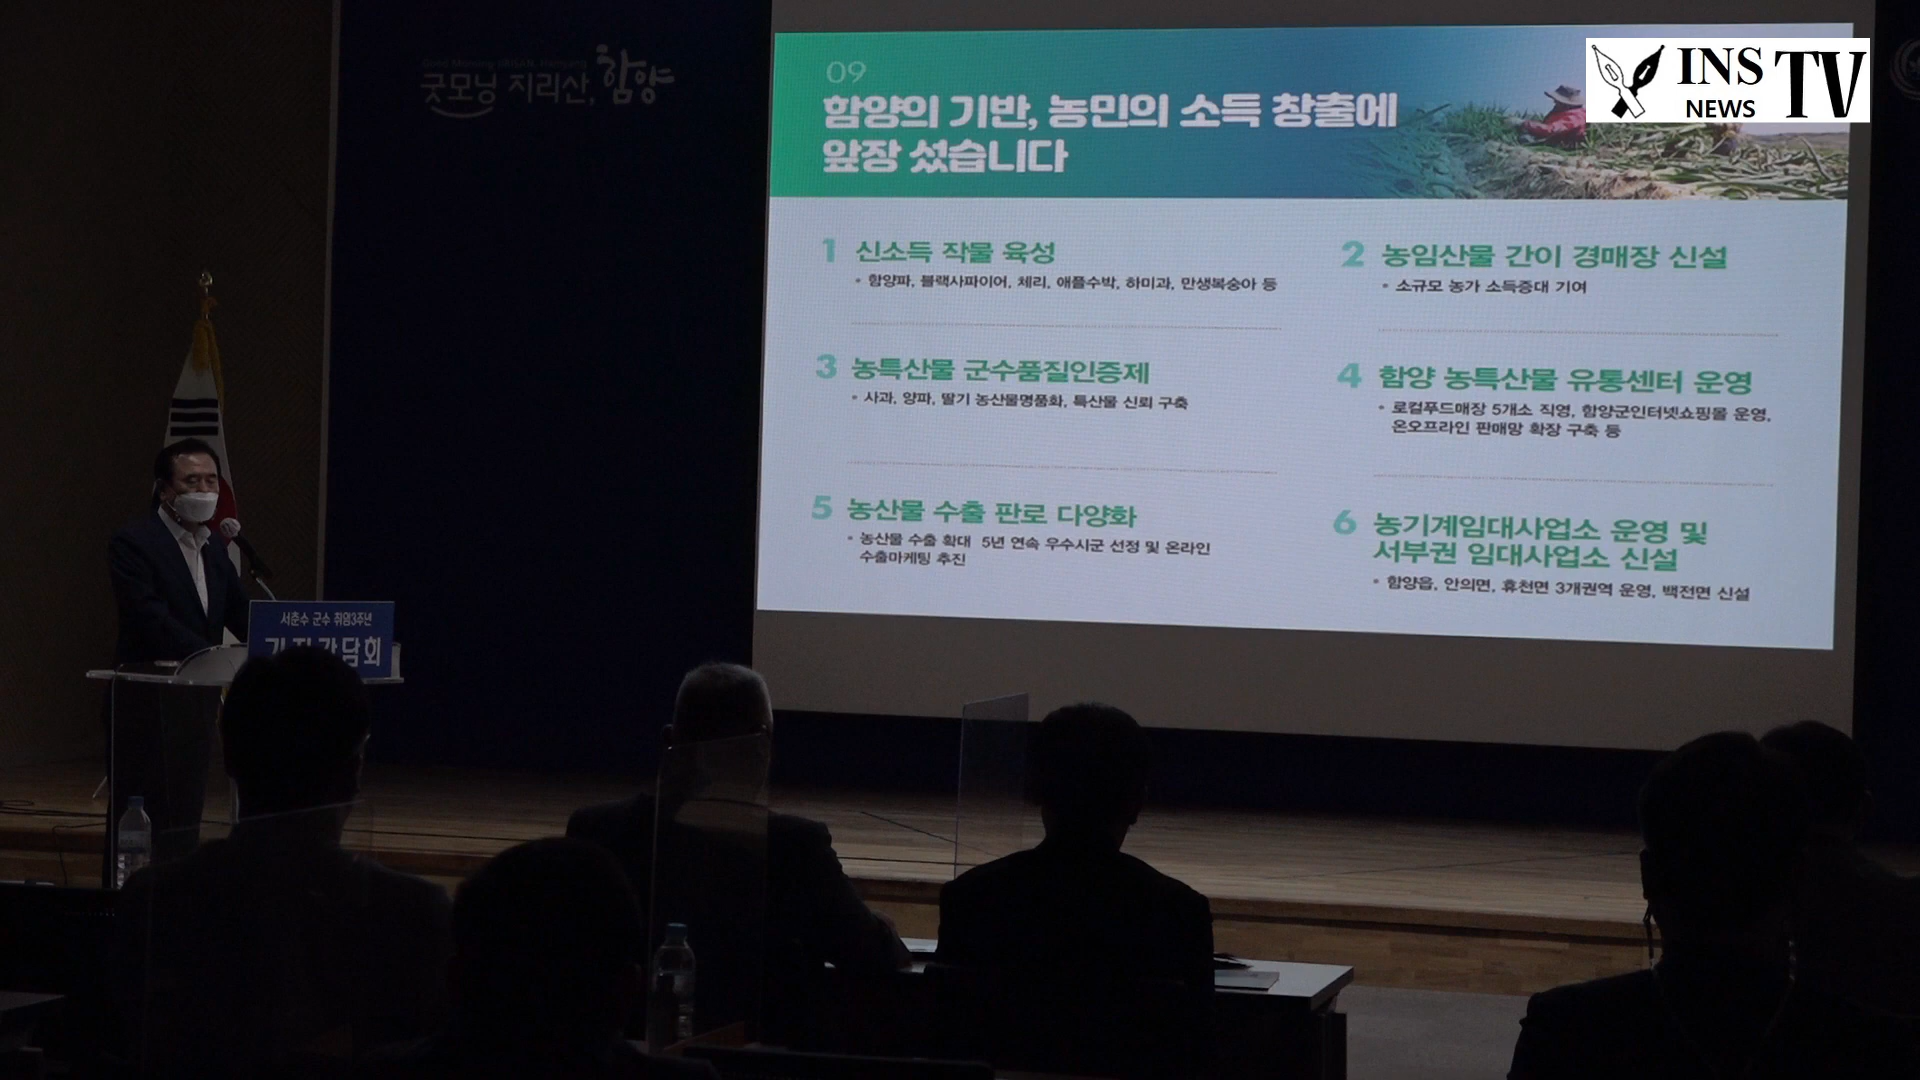 굿모닝 지리산, 함양
INS
NEWS
TV
09
함양의 기반, 농민의 소득 창출에
앞장 섰습니다
1 신소득 작물 육성
• 함양파, 블랙사파이어, 체리, 애플수박, 하미과, 만생복숭아 등
2 농임산물 간이 경매장 신설
• 소규모 농가 소득증대 기여
3 농특산물 군수품질인증제
• 사과, 양파, 딸기 농산물명품화, 특산물 신뢰 구축
4 함양 농특산물 유통센터 운영
• 로컬푸드매장 5개소 직영, 함양군인터넷쇼핑몰 운영,
온오프라인 판매망 확장 구축 등
5 농산물 수출 판로 다양화
• 농산물 수출 확대 5년 연속 우수시군 선정 및 온라인
수출마케팅 추진
6 농기계임대사업소 운영 및
서부권 임대사업소 신설
• 함양읍, 안의면, 휴천면 3개권역 운영, 백전면 신설
서춘수 군수 취임3주년
기자간담회